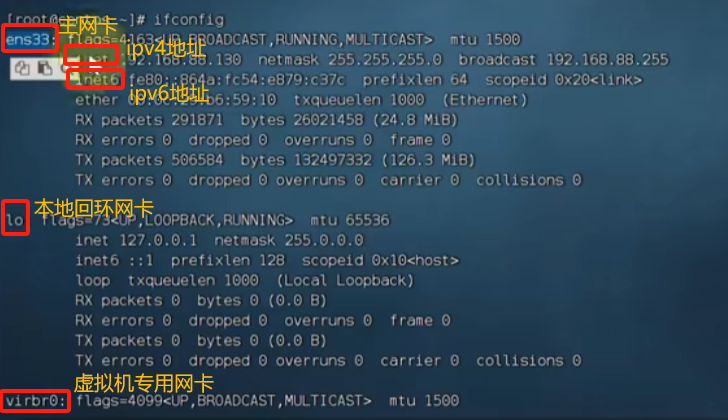 [root@ ~]# ifconfig
主网卡
ens33: flags=4163<UP,BROADCAST,RUNNING,MULTICAST> mtu 1500
ipv4地址
192.168.88.130 netmask 255.255.255.0 broadcast 192.168.88.255
inet6 fe80::864a:fc54:e879:c37c prefixlen 64 scopeid 0x20<link>
ipv6地址
ether txqueuelen 1000 (Ethernet)
RX packets 291871 bytes 26021458 (24.8 MiB)
RX errors 0 dropped 0 overruns 0 frame 0
TX packets 506584 bytes 132497332 (126.3 MiB)
TX errors 0 dropped 0 overruns 0 carrier 0 collisions 0
本地回环网卡
lo flags=73<UP,LOOPBACK,RUNNING> mtu 65536
inet 127.0.0.1 netmask 255.0.0.0
inet6 ::1 prefixlen 128 scopeid 0x10<host>
loop txqueuelen 1000 (Local Loopback)
RX packets 0 bytes 0 (0.0 B)
RX errors 0 dropped 0 overruns 0 frame 0
TX packets 0 bytes 0 (0.0 B)
TX errors 0 dropped 0 overruns 0 carrier 0 collisions 0
虚拟机专用网卡
virbr0: flags=4099<UP,BROADCAST,MULTICAST> mtu 1500